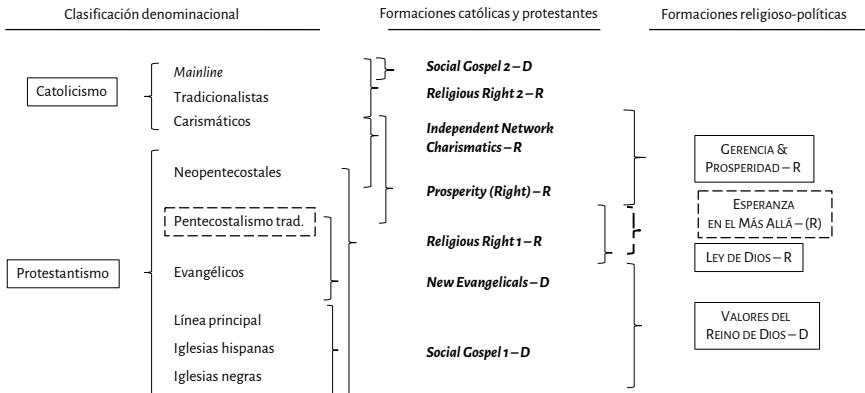 Clasificación denominacional
Formaciones católicas y protestantes
Formaciones religioso-políticas
Catolicismo
Mainline
Tradicionalistas
Carismáticos
Protestantismo
Neopentecostales
Pentecostalismo trad.
Evangélicos
Línea principal
Iglesias hispanas
Iglesias negras
Social Gospel 2 – D
Religious Right 2 – R
Independent Network
Charismatics – R
Prosperity (Right) – R
Religious Right 1 – R
New Evangelicals – D
Social Gospel 1 – D
GERENCIA &
PROSPERIDAD – R
ESPERANZA
EN EL MÁS ALLÁ – (R)
LEY DE DIOS – R
VALORES DEL
REINO DE DIOS – D